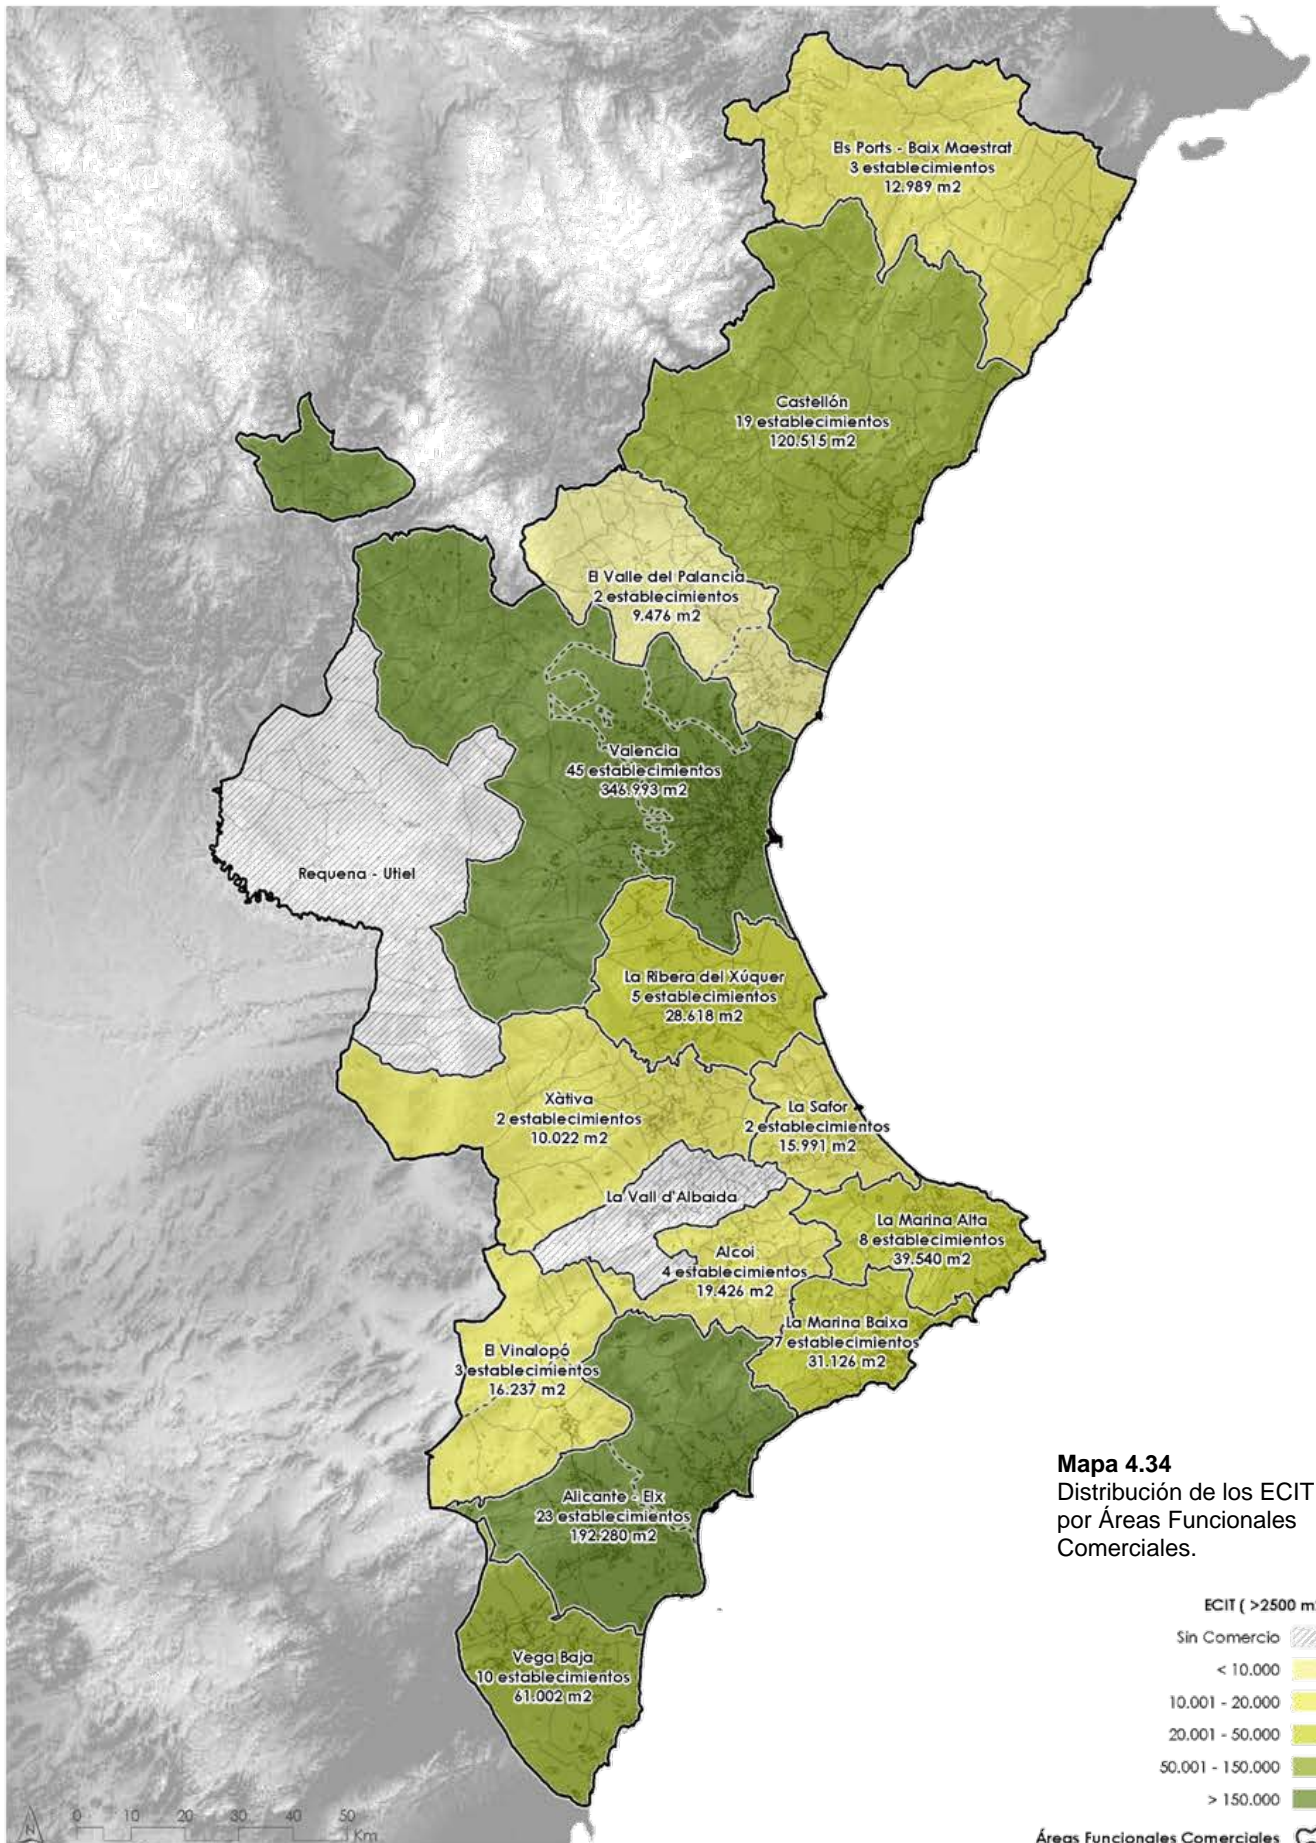 Els Ports - Baix Maestrat
3 establecimientos
12.989 m2
Castellón
19 establecimientos
120.515 m2
El Valle del Palancia
2 establecimientos
9.476 m2
Valencia
45 establecimientos
346.993 m2
Requena - Utiel
La Ribera del Xúquer
5 establecimientos
28.618 m2
Xàtiva
2 establecimientos
10.022 m2
La Safor
2 establecimientos
15.991 m2
La Vall d'Albaida
La Marina Alta
8 establecimientos
39.540 m2
Alcoi
4 establecimientos
19.426 m2
La Marina Baixa
7 establecimientos
31.126 m2
El Vinalopó
3 establecimientos
16.237 m2
Alicante - Elx
23 establecimientos
192.280 m2
Vega Baja
10 establecimientos
61.002 m2
Mapa 4.34
Distribución de los ECIT
por Áreas Funcionales
Comerciales.
ECIT ( >2500 m
Sin Comercio
< 10.000
10.001 - 20.000
20.001 - 50.000
50.001 - 150.000
> 150.000
Áreas Funcionales Comerciales
N
0 10 20 30 40 50
Km